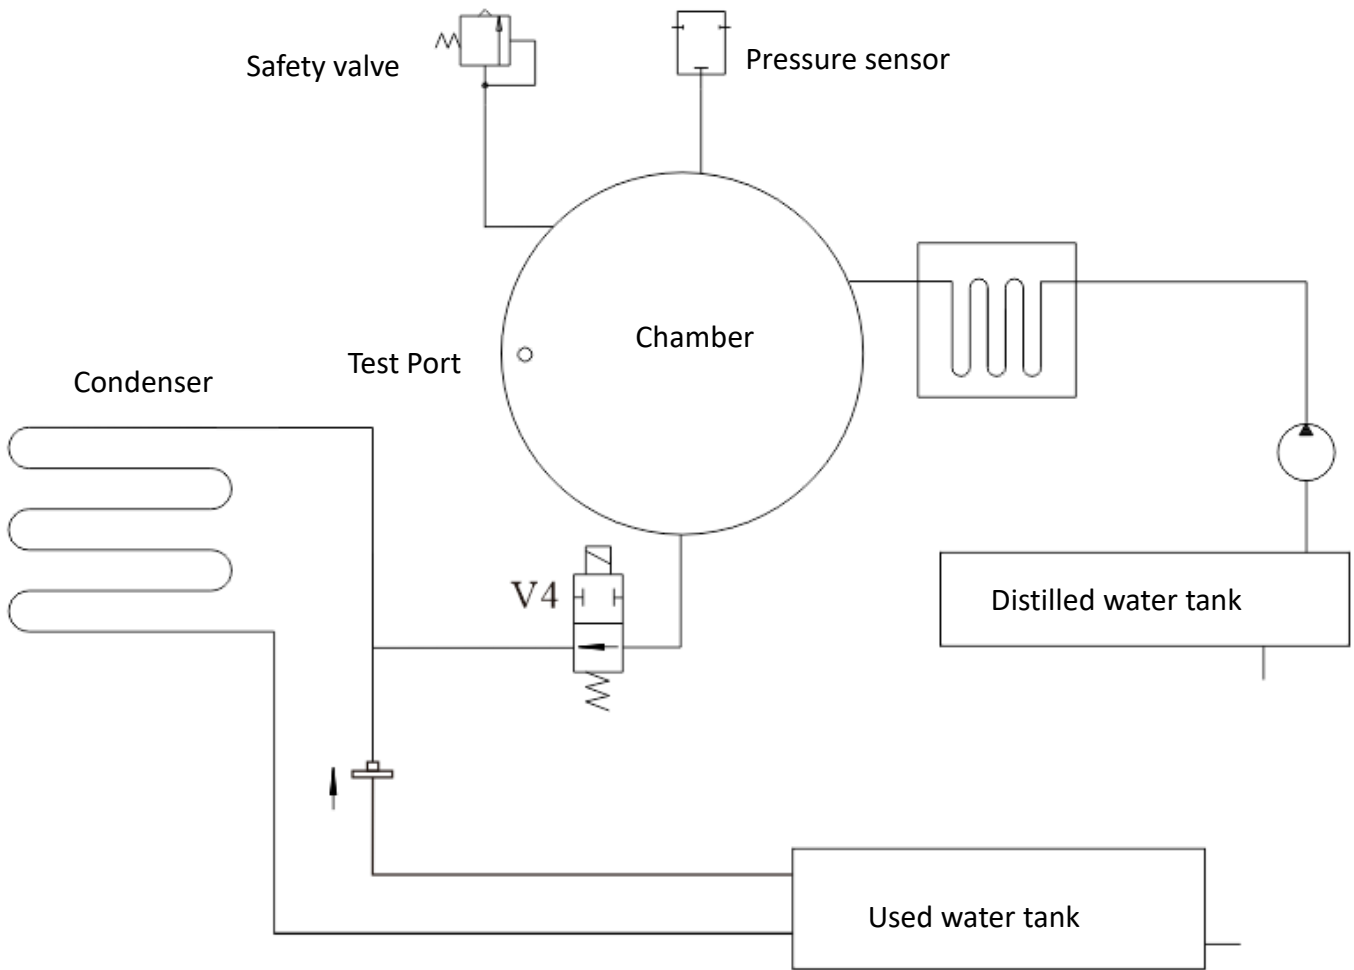 Safety valve
Pressure sensor
Chamber
Test Port
Condenser
V4
Distilled water tank
Used water tank